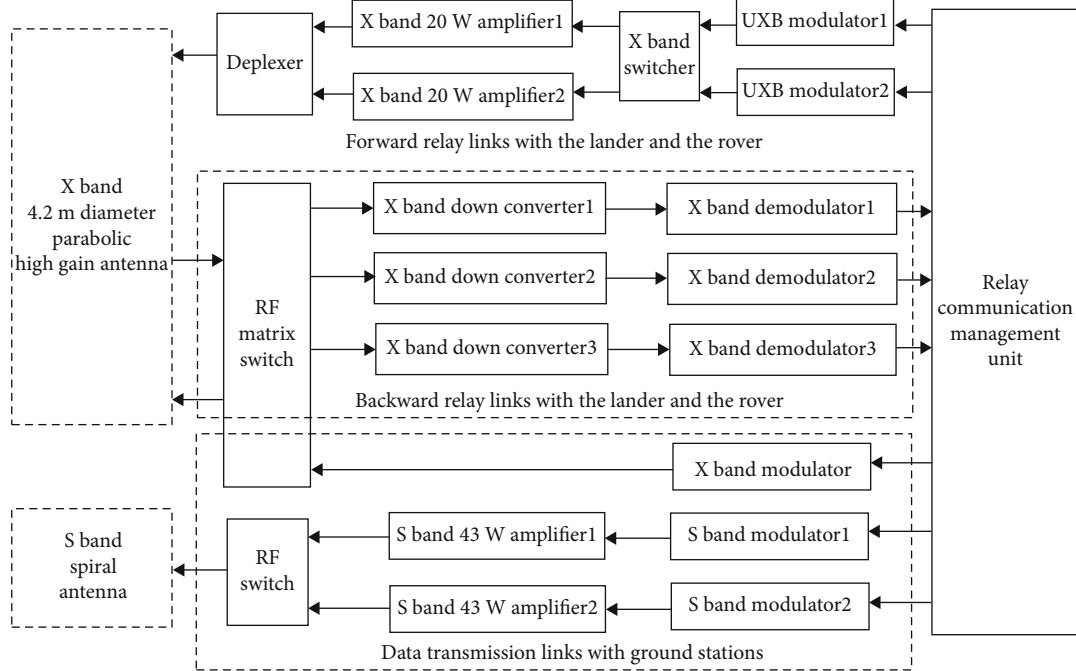 X band 20 W amplifier1
UXB modulator1
Deplexer
X band
switcher
X band 20 W amplifier2
UXB modulator2
Forward relay links with the lander and the rover
X band
4.2 m diameter
parabolic
high gain antenna
RF
matrix
switch
X band down converter1
X band demodulator1
X band down converter2
X band demodulator2
X band down converter3
X band demodulator3
Backward relay links with the lander and the rover
Relay
communication
management
unit
X band modulator
S band
spiral
antenna
RF
switch
S band 43 W amplifier1
S band modulator1
S band 43 W amplifier2
S band modulator2
Data transmission links with ground stations